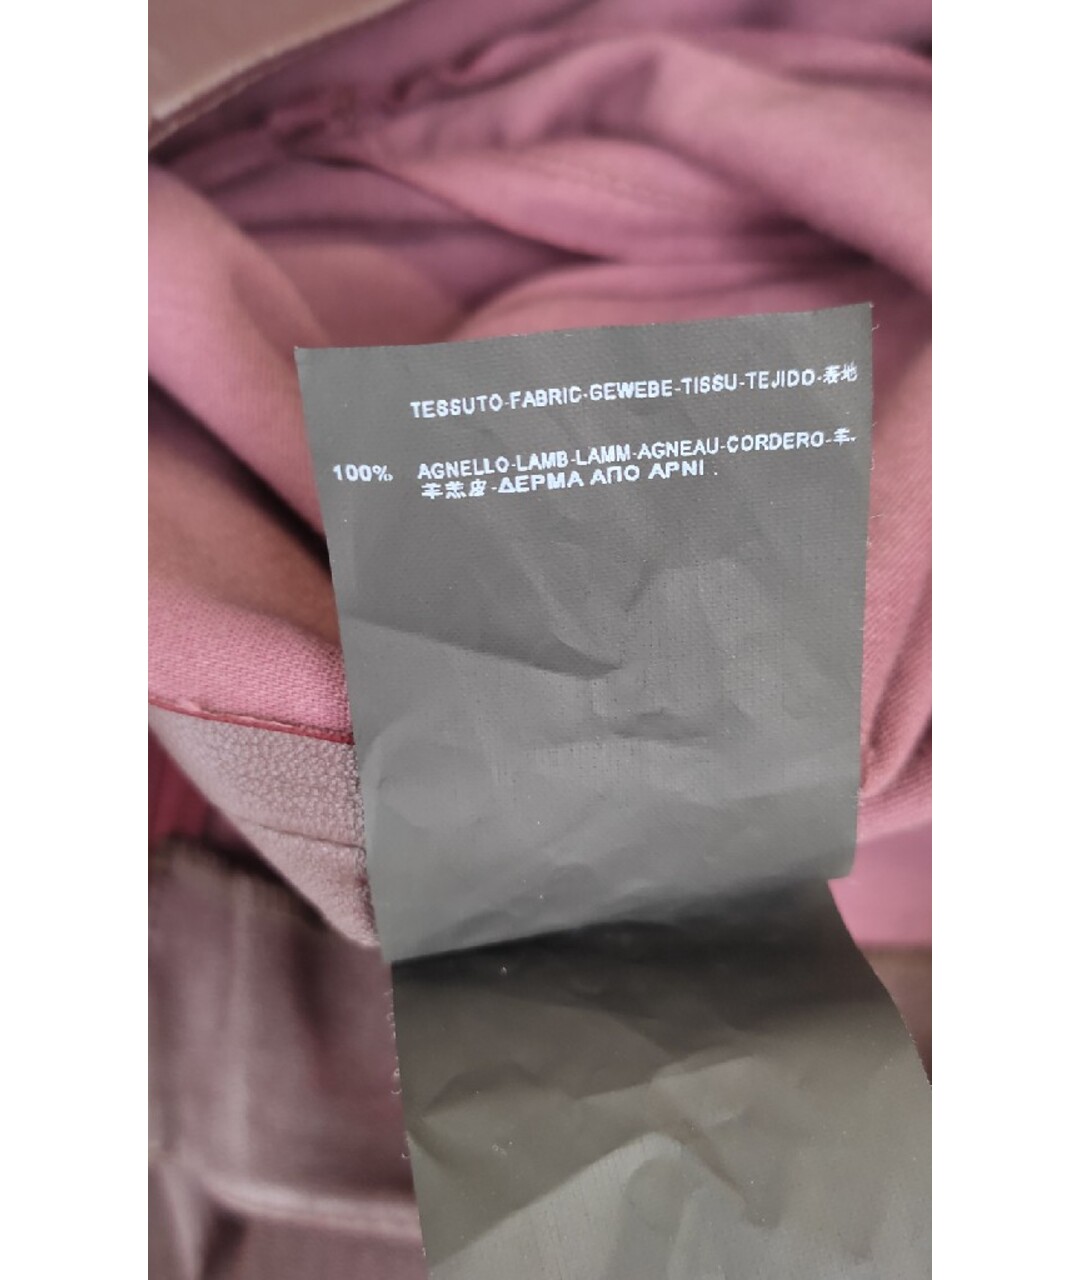 TESSUTO-FABRIC-GEWEBE-TISSU-TEJIDO-表地
100% AGNELLO-LAMB-LAMM-AGNEAU-CORDERO-羊.
羊羔皮-ΔΕΡΜΑ ΑΠΟ ΑΡΝΙ